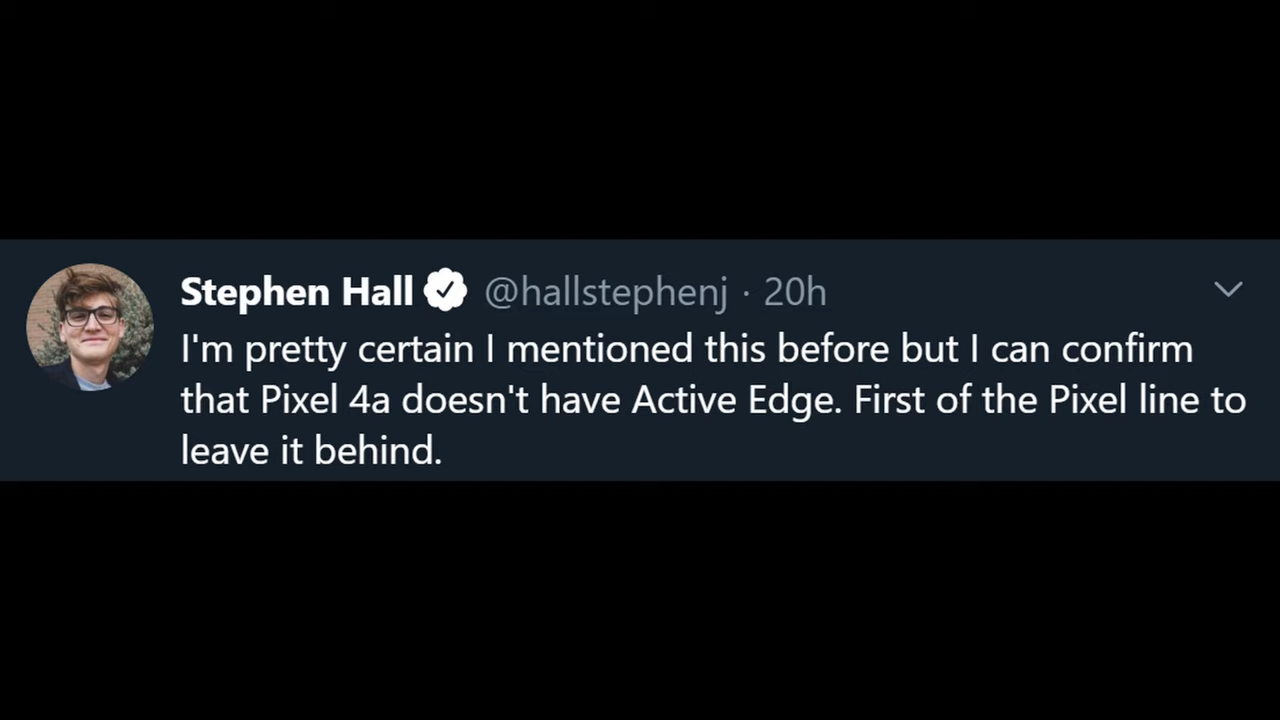 Stephen Hall @hallstephenj · 20h
I'm pretty certain I mentioned this before but I can confirm
that Pixel 4a doesn't have Active Edge. First of the Pixel line to
leave it behind.